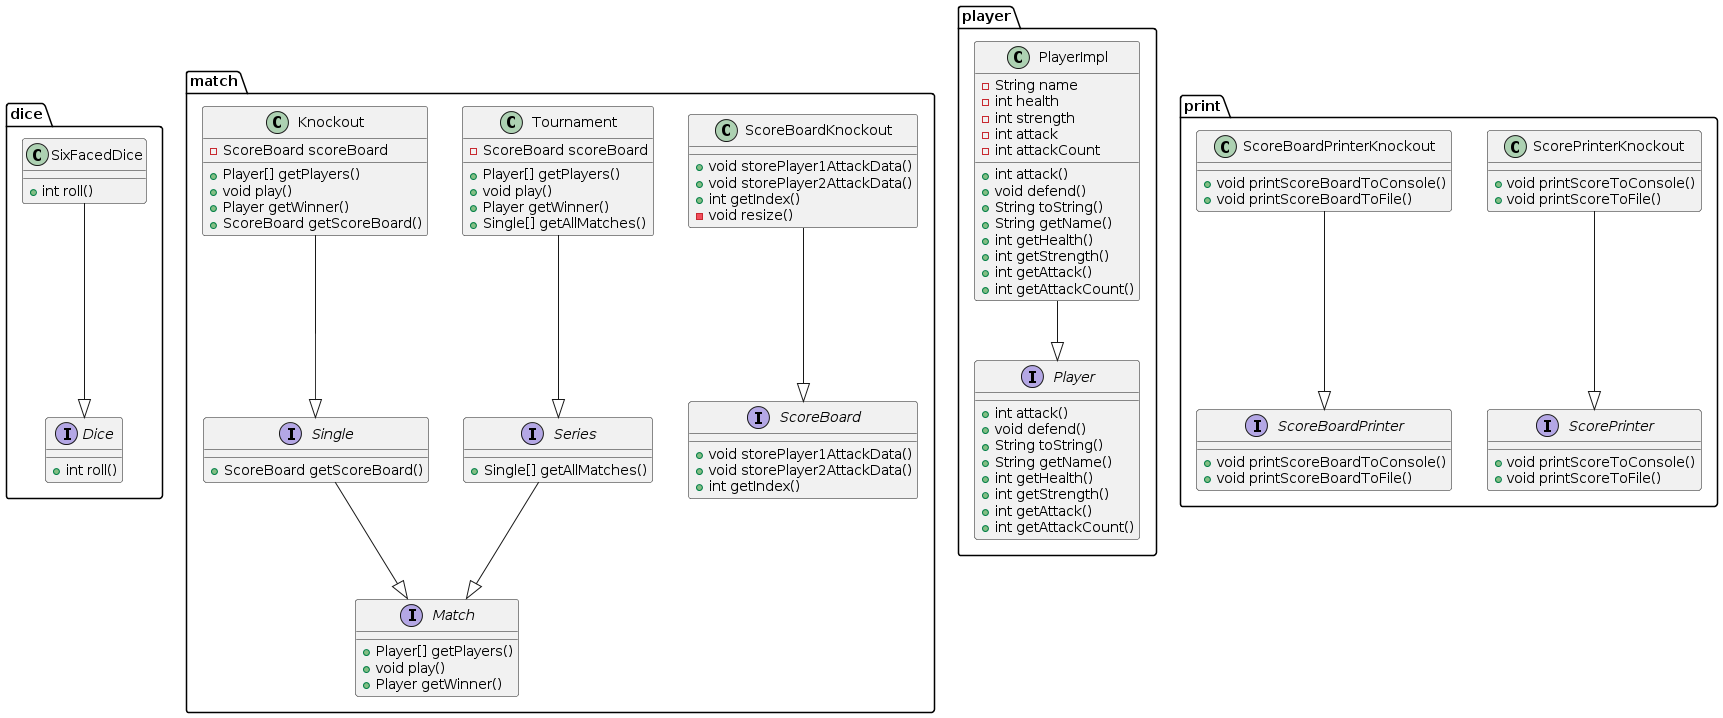 dice
C SixFacedDice
int roll()
I Dice
int roll()
match
C Knockout
ScoreBoard scoreBoard
Player[] getPlayers()
void play()
Player getWinner()
ScoreBoard getScoreBoard()
C Tournament
ScoreBoard scoreBoard
Player[] getPlayers()
void play()
Player getWinner()
Single[] getAllMatches()
C ScoreBoardKnockout
void storePlayer1AttackData()
void storePlayer2AttackData()
int getIndex()
void resize()
I Single
ScoreBoard getScoreBoard()
I Series
Single[] getAllMatches()
I ScoreBoard
void storePlayer1AttackData()
void storePlayer2AttackData()
int getIndex()
I Match
Player[] getPlayers()
void play()
Player getWinner()
player
C PlayerImpl
String name
int health
int strength
int attack
int attackCount
int attack()
void defend()
String toString()
String getName()
int getHealth()
int getStrength()
int getAttack()
int getAttackCount()
I Player
int attack()
void defend()
String toString()
String getName()
int getHealth()
int getStrength()
int getAttack()
int getAttackCount()
print
C ScoreBoardPrinterKnockout
void printScoreBoardToConsole()
void printScoreBoardToFile()
C ScorePrinterKnockout
void printScoreToConsole()
void printScoreToFile()
I ScoreBoardPrinter
void printScoreBoardToConsole()
void printScoreBoardToFile()
I ScorePrinter
void printScoreToConsole()
void printScoreToFile()